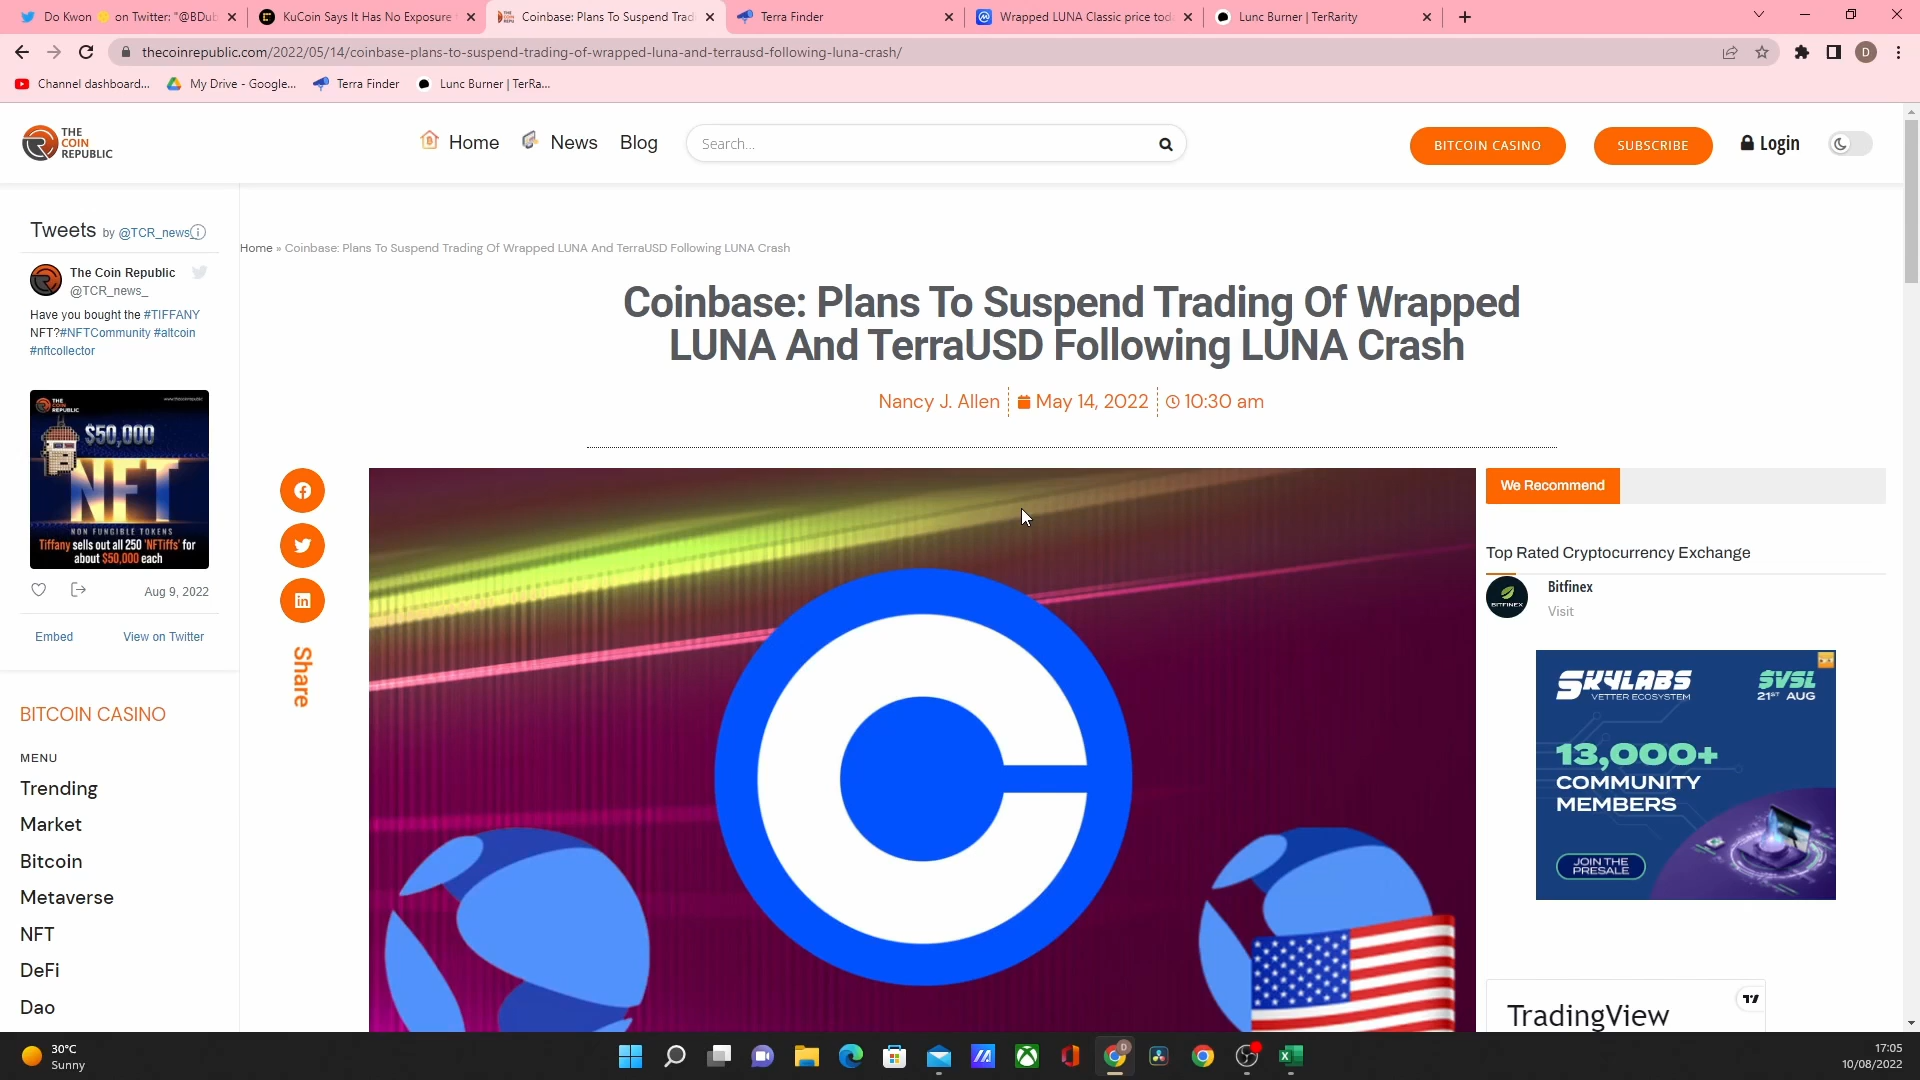 Do Kwon on Twitter: "@BDub
KuCoin Says It Has No Exposure
Coinbase: Plans To Suspend Trad
Terra Finder
Wrapped LUNA Classic price tod
Lunc Burner | TerRarity
thecoinrepublic.com/2022/05/14/coinbase-plans-to-suspend-trading-of-wrapped-luna-and-terrausd-following-luna-crash/
D
Channel dashboard...
My Drive - Google...
Terra Finder
Lunc Burner | TerRa...
THE
COIN
REPUBLIC
Home
News
Blog
Search...
BITCOIN CASINO
SUBSCRIBE
Login
Tweets by @TCR_news_
Home » Coinbase: Plans To Suspend Trading Of Wrapped LUNA And TerraUSD Following LUNA Crash
The Coin Republic
@TCR_news_
Have you bought the #TIFFANY
NFT?#NFTCommunity #altcoin
#nftcollector
Coinbase: Plans To Suspend Trading Of Wrapped
LUNA And TerraUSD Following LUNA Crash
Nancy J. Allen
May 14, 2022
10:30 am
THE
COIN
REPUBLIC
$50,000
NFT
NON FUNGIBLE TOKENS
Tiffany sells out all 250 'NFTiffs' for
about $50,000 each
Aug 9, 2022
Embed
View on Twitter
Share
We Recommend
Top Rated Cryptocurrency Exchange
BITFINEX
Bitfinex
Visit
SKYLABS
VETTER ECOSYSTEM
$VSL
21ST AUG
13,000+
COMMUNITY
MEMBERS
JOIN THE
PRESALE
BITCOIN CASINO
MENU
Trending
Market
Bitcoin
Metaverse
NFT
DeFi
Dao
TradingView
30°C
Sunny
D
17:05
10/08/2022